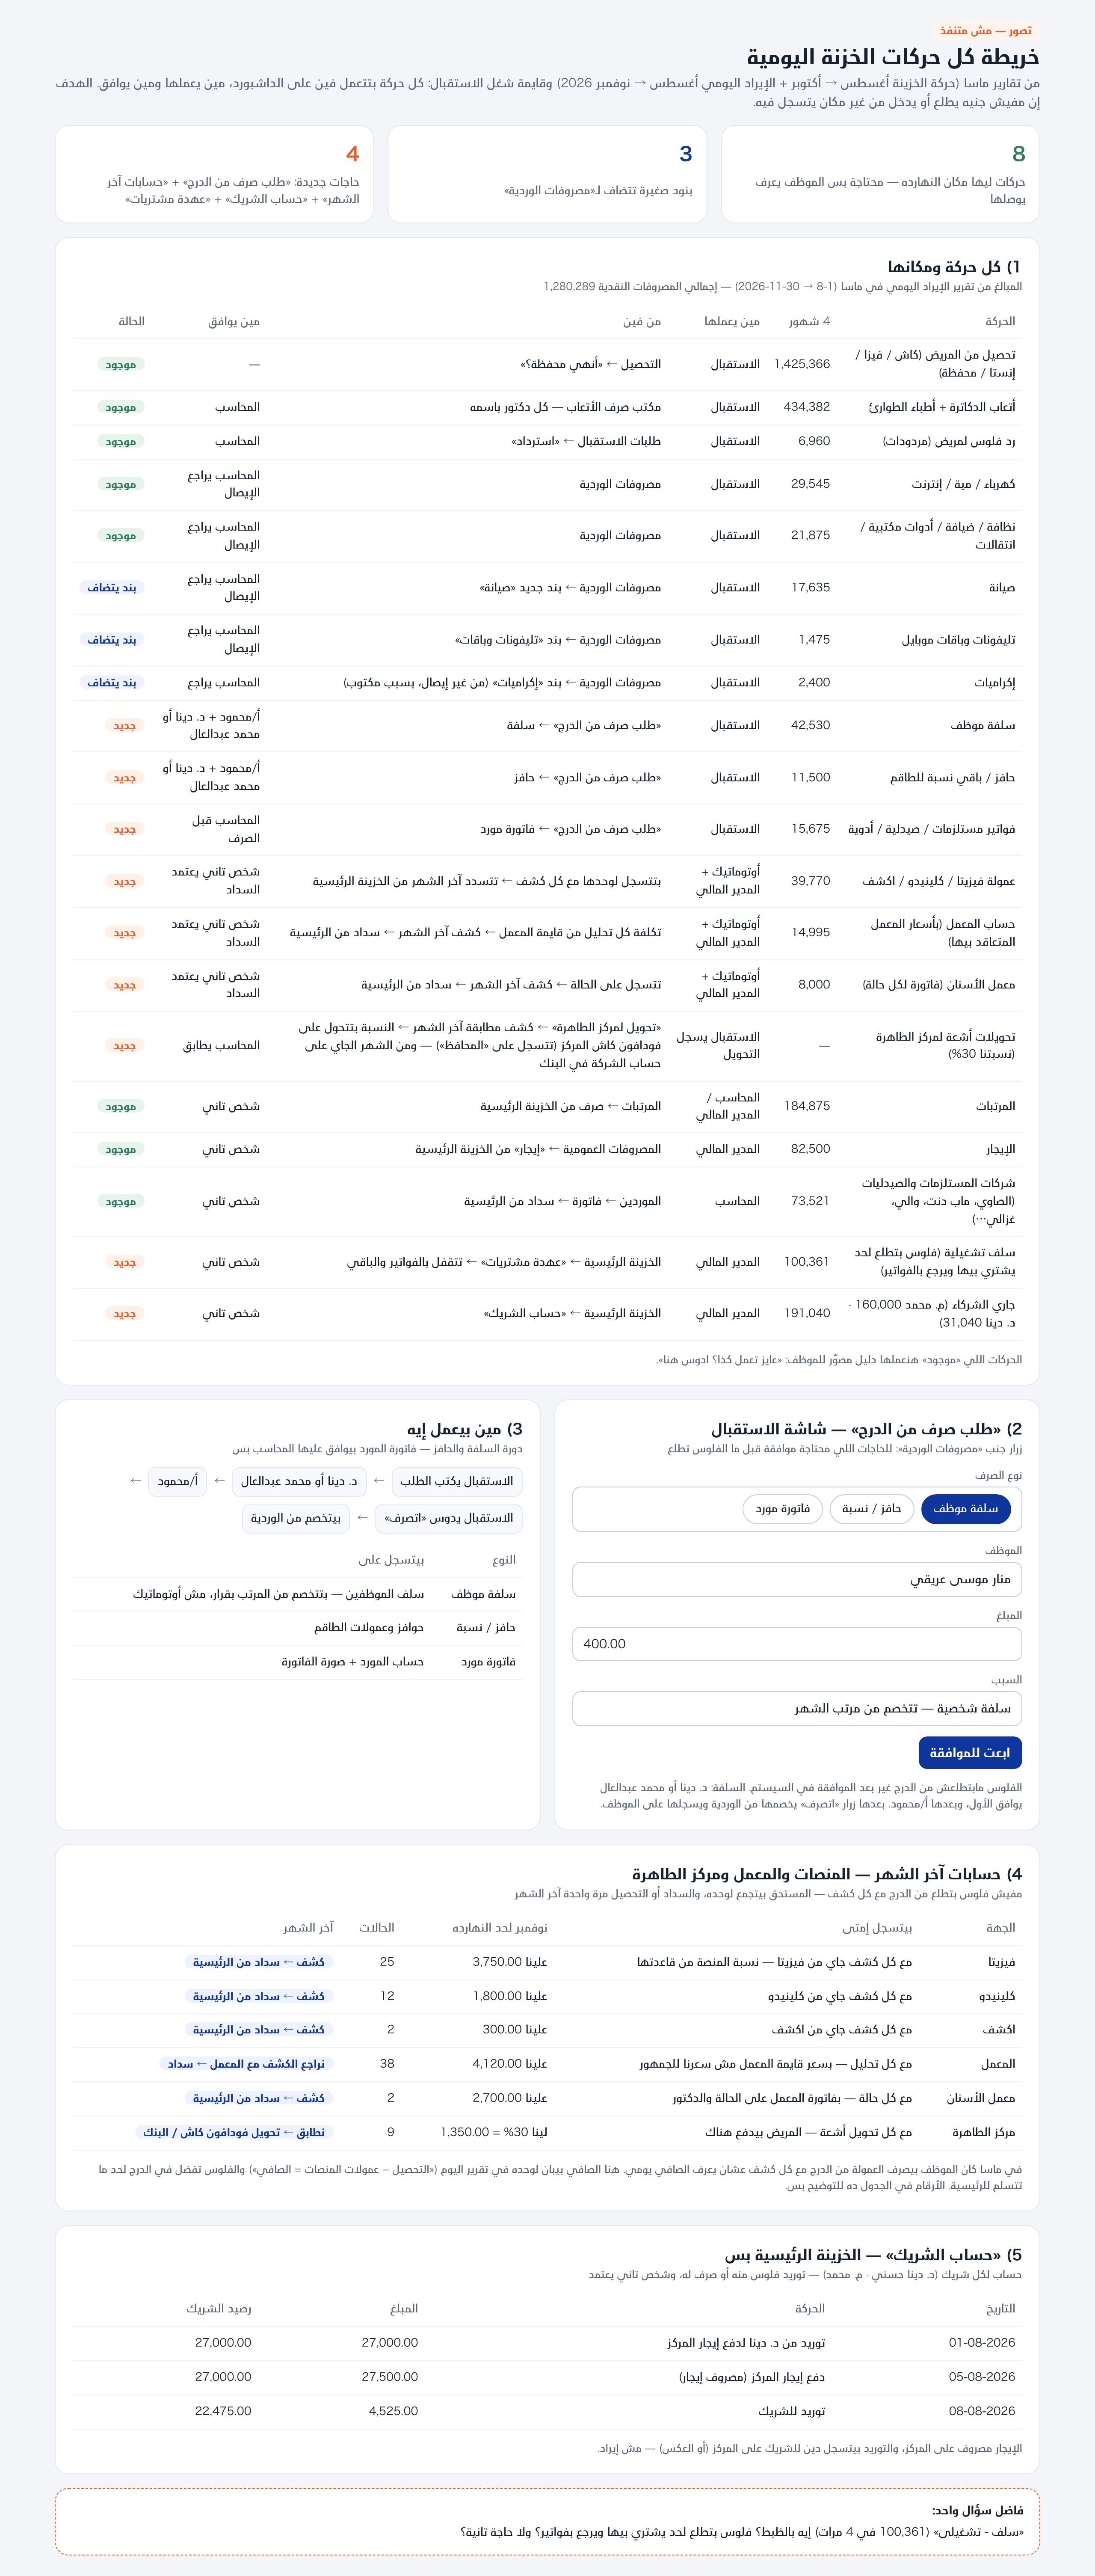 تصور — مش متنفذ
خريطة كل حركات الخزنة اليومية
من تقارير ماسا (حركة الخزينة أغسطس → أكتوبر + الإيراد اليومي أغسطس → نوفمبر 2026) وقايمة شغل الاستقبال: كل حركة بتتعمل فين على الداشبورد، مين يعملها ومين يوافق. الهدف
إن مفيش جنيه يطلع أو يدخل من غير مكان يتسجل فيه.
8
حركات ليها مكان النهارده — محتاجة بس الموظف يعرف
يوصلها
3
بنود صغيرة تتضاف لـ«مصروفات الوردية»
4
حاجات جديدة: «طلب صرف من الدرج» + «حسابات آخر
الشهر» + «حساب الشريك» + «عهدة مشتريات»
1) كل حركة ومكانها
المبالغ من تقرير الإيراد اليومي في ماسا (1-8 → 30-11-2026) — إجمالي المصروفات النقدية 1,280,289
الحركة 4 شهور مين يعملها من فين مين يوافق الحالة
تحصيل من المريض (كاش / فيزا /
إنستا / محفظة) 1,425,366 الاستقبال التحصيل ← «أنهي محفظة؟» — موجود
أتعاب الدكاترة + أطباء الطوارئ 434,382 الاستقبال مكتب صرف الأتعاب — كل دكتور باسمه المحاسب موجود
رد فلوس لمريض (مردودات) 6,960 الاستقبال طلبات الاستقبال ← «استرداد» المحاسب موجود
كهرباء / مية / إنترنت 29,545 الاستقبال مصروفات الوردية المحاسب يراجع
الإيصال موجود
نظافة / ضيافة / أدوات مكتبية /
انتقالات 21,875 الاستقبال مصروفات الوردية المحاسب يراجع
الإيصال موجود
صيانة 17,635 الاستقبال مصروفات الوردية ← بند جديد «صيانة» المحاسب يراجع
الإيصال بند يتضاف
تليفونات وباقات موبايل 1,475 الاستقبال مصروفات الوردية ← بند «تليفونات وباقات» المحاسب يراجع
الإيصال بند يتضاف
إكراميات 2,400 الاستقبال مصروفات الوردية ← بند «إكراميات» (من غير إيصال، بسبب مكتوب) المحاسب يراجع بند يتضاف
سلفة موظف 42,530 الاستقبال «طلب صرف من الدرج» ← سلفة أ/محمود + د. دينا أو
محمد عبدالعال جديد
حافز / باقي نسبة للطاقم 11,500 الاستقبال «طلب صرف من الدرج» ← حافز أ/محمود + د. دينا أو
محمد عبدالعال جديد
فواتير مستلزمات / صيدلية / أدوية 15,675 الاستقبال «طلب صرف من الدرج» ← فاتورة مورد المحاسب قبل
الصرف جديد
عمولة فيزيتا / كلينيدو / اكشف 39,770 أوتوماتيك +
المدير المالي بتتسجل لوحدها مع كل كشف ← تتسدد آخر الشهر من الخزينة الرئيسية شخص تاني يعتمد
السداد جديد
حساب المعمل (بأسعار المعمل
المتعاقد بيها) 14,995 أوتوماتيك +
المدير المالي تكلفة كل تحليل من قايمة المعمل ← كشف آخر الشهر ← سداد من الرئيسية شخص تاني يعتمد
السداد جديد
معمل الأسنان (فاتورة لكل حالة) 8,000 أوتوماتيك +
المدير المالي تتسجل على الحالة ← كشف آخر الشهر ← سداد من الرئيسية شخص تاني يعتمد
السداد جديد
تحويلات أشعة لمركز الطاهرة
(نسبتنا 30%) — الاستقبال يسجل
التحويل «تحويل لمركز الطاهرة» ← كشف مطابقة آخر الشهر ← النسبة بتتحول على
فودافون كاش المركز (تتسجل على «المحافظ») — ومن الشهر الجاي على
حساب الشركة في البنك المحاسب يطابق جديد
المرتبات 184,875 المحاسب /
المدير المالي المرتبات ← صرف من الخزينة الرئيسية شخص تاني موجود
الإيجار 82,500 المدير المالي المصروفات العمومية ← «إيجار» من الخزينة الرئيسية شخص تاني موجود
شركات المستلزمات والصيدليات
(الصاوي، ماب دنت، والي،
غزالي…) 73,521 المحاسب الموردين ← فاتورة ← سداد من الرئيسية شخص تاني موجود
سلف تشغيلية (فلوس بتطلع لحد
يشتري بيها ويرجع بالفواتير) 100,361 المدير المالي الخزينة الرئيسية ← «عهدة مشتريات» ← تتقفل بالفواتير والباقي شخص تاني جديد
جاري الشركاء (م. محمد 160,000 ·
د. دينا 31,040) 191,040 المدير المالي الخزينة الرئيسية ← «حساب الشريك» شخص تاني جديد
الحركات اللي «موجود» هنعملها دليل مصوّر للموظف: «عايز تعمل كذا؟ ادوس هنا».
2) «طلب صرف من الدرج» — شاشة الاستقبال
زرار جنب «مصروفات الوردية»: للحاجات اللي محتاجة موافقة قبل ما الفلوس تطلع
نوع الصرف
سلفة موظف حافز / نسبة فاتورة مورد
الموظف
منار موسى عريقي
المبلغ
400.00
السبب
سلفة شخصية — تتخصم من مرتب الشهر
ابعت للموافقة
الفلوس مابتطلعش من الدرج غير بعد الموافقة في السيستم. السلفة: د. دينا أو محمد عبدالعال
يوافق الأول، وبعدها أ/محمود. بعدها زرار «اتصرف» يخصمها من الوردية ويسجلها على الموظف.
3) مين بيعمل إيه
دورة السلفة والحافز — فاتورة المورد بيوافق عليها المحاسب بس
الاستقبال يكتب الطلب ← د. دينا أو محمد عبدالعال ← أ/محمود ←
الاستقبال يدوس «اتصرف» ← بيتخصم من الوردية
النوع بيتسجل على
سلفة موظف سلف الموظفين — بتتخصم من المرتب بقرار، مش أوتوماتيك
حافز / نسبة حوافز وعمولات الطاقم
فاتورة مورد حساب المورد + صورة الفاتورة
4) حسابات آخر الشهر — المنصات والمعمل ومركز الطاهرة
مفيش فلوس بتطلع من الدرج مع كل كشف — المستحق بيتجمع لوحده، والسداد أو التحصيل مرة واحدة آخر الشهر
الجهة بيتسجل إمتى نوفمبر لحد النهارده الحالات آخر الشهر
فيزيتا مع كل كشف جاي من فيزيتا — نسبة المنصة من قاعدتها علينا 3,750.00 25 كشف ← سداد من الرئيسية
كلينيدو مع كل كشف جاي من كلينيدو علينا 1,800.00 12 كشف ← سداد من الرئيسية
اكشف مع كل كشف جاي من اكشف علينا 300.00 2 كشف ← سداد من الرئيسية
المعمل مع كل تحليل — بسعر قايمة المعمل مش سعرنا للجمهور علينا 4,120.00 38 نراجع الكشف مع المعمل ← سداد
معمل الأسنان مع كل حالة — بفاتورة المعمل على الحالة والدكتور علينا 2,700.00 2 كشف ← سداد من الرئيسية
مركز الطاهرة مع كل تحويل أشعة — المريض بيدفع هناك لينا 30% = 1,350.00 9 نطابق ← تحويل فودافون كاش / البنك
في ماسا كان الموظف بيصرف العمولة من الدرج مع كل كشف عشان يعرف الصافي يومي. هنا الصافي بيبان لوحده في تقرير اليوم («التحصيل − عمولات المنصات = الصافي») والفلوس تفضل في الدرج لحد ما
تتسلم للرئيسية. الأرقام في الجدول ده للتوضيح بس.
5) «حساب الشريك» — الخزينة الرئيسية بس
حساب لكل شريك (د. دينا حسني · م. محمد) — توريد فلوس منه أو صرف له، وشخص تاني يعتمد
التاريخ الحركة المبلغ رصيد الشريك
01-08-2026 توريد من د. دينا لدفع إيجار المركز 27,000.00 27,000.00
05-08-2026 دفع إيجار المركز (مصروف إيجار) 27,500.00 27,000.00
08-08-2026 توريد للشريك 4,525.00 22,475.00
الإيجار مصروف على المركز، والتوريد بيتسجل دين للشريك على المركز (أو العكس) — مش إيراد.
فاضل سؤال واحد:
«سلف - تشغيلى» (100,361 في 4 مرات) إيه بالظبط؟ فلوس بتطلع لحد يشتري بيها ويرجع بفواتير؟ ولا حاجة تانية؟